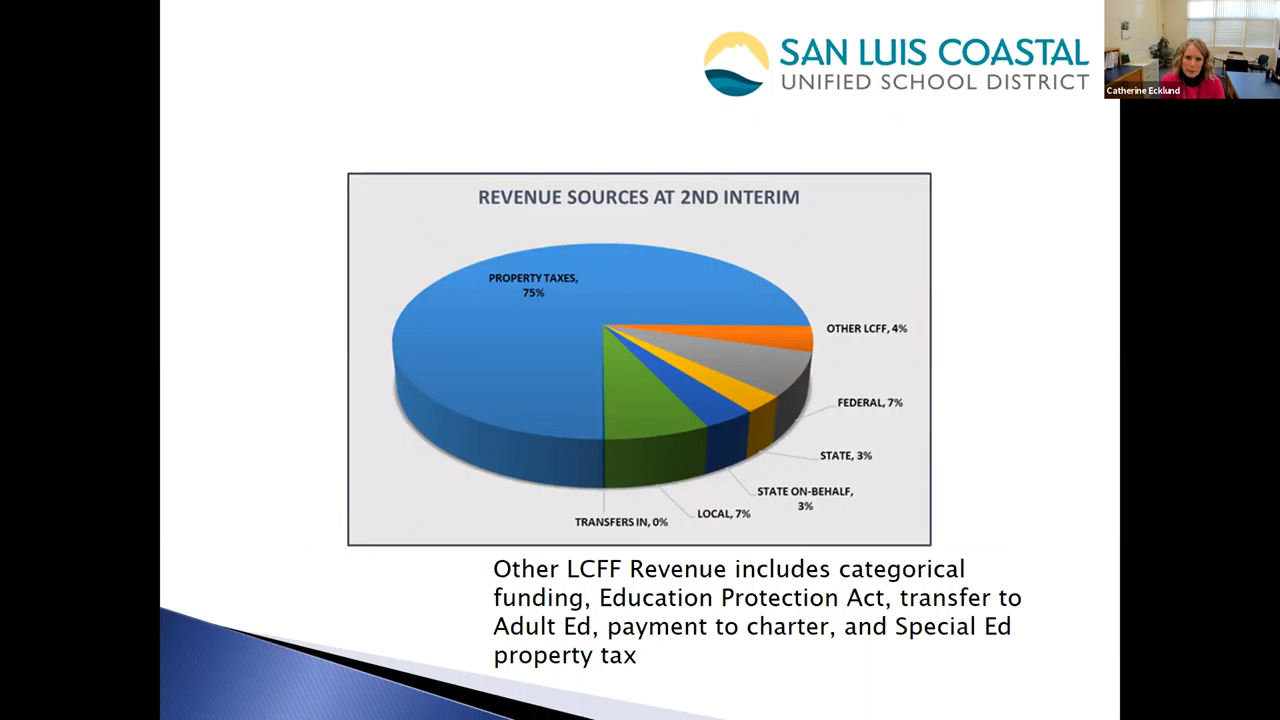 SAN LUIS COASTAL
UNIFIED SCHOOL DISTRICT
Catherine Ecklund
REVENUE SOURCES AT 2ND INTERIM
PROPERTY TAXES,
75%
OTHER LCFF, 4%
FEDERAL, 7%
STATE, 3%
STATE ON-BEHALF,
3%
LOCAL, 7%
TRANSFERS IN, 0%
Other LCFF Revenue includes categorical
funding, Education Protection Act, transfer to
Adult Ed, payment to charter, and Special Ed
property tax